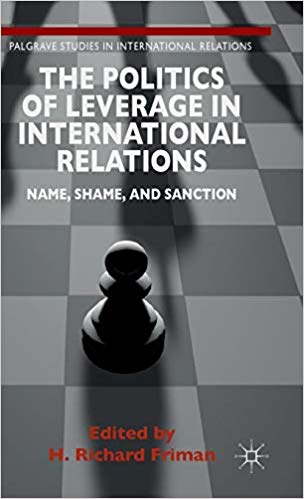 PALGRAVE STUDIES IN INTERNATIONAL RELATIONS
THE POLITICS
OF LEVERAGE IN
INTERNATIONAL
RELATIONS
NAME, SHAME, AND SANCTION
Edited by
H. Richard Friman